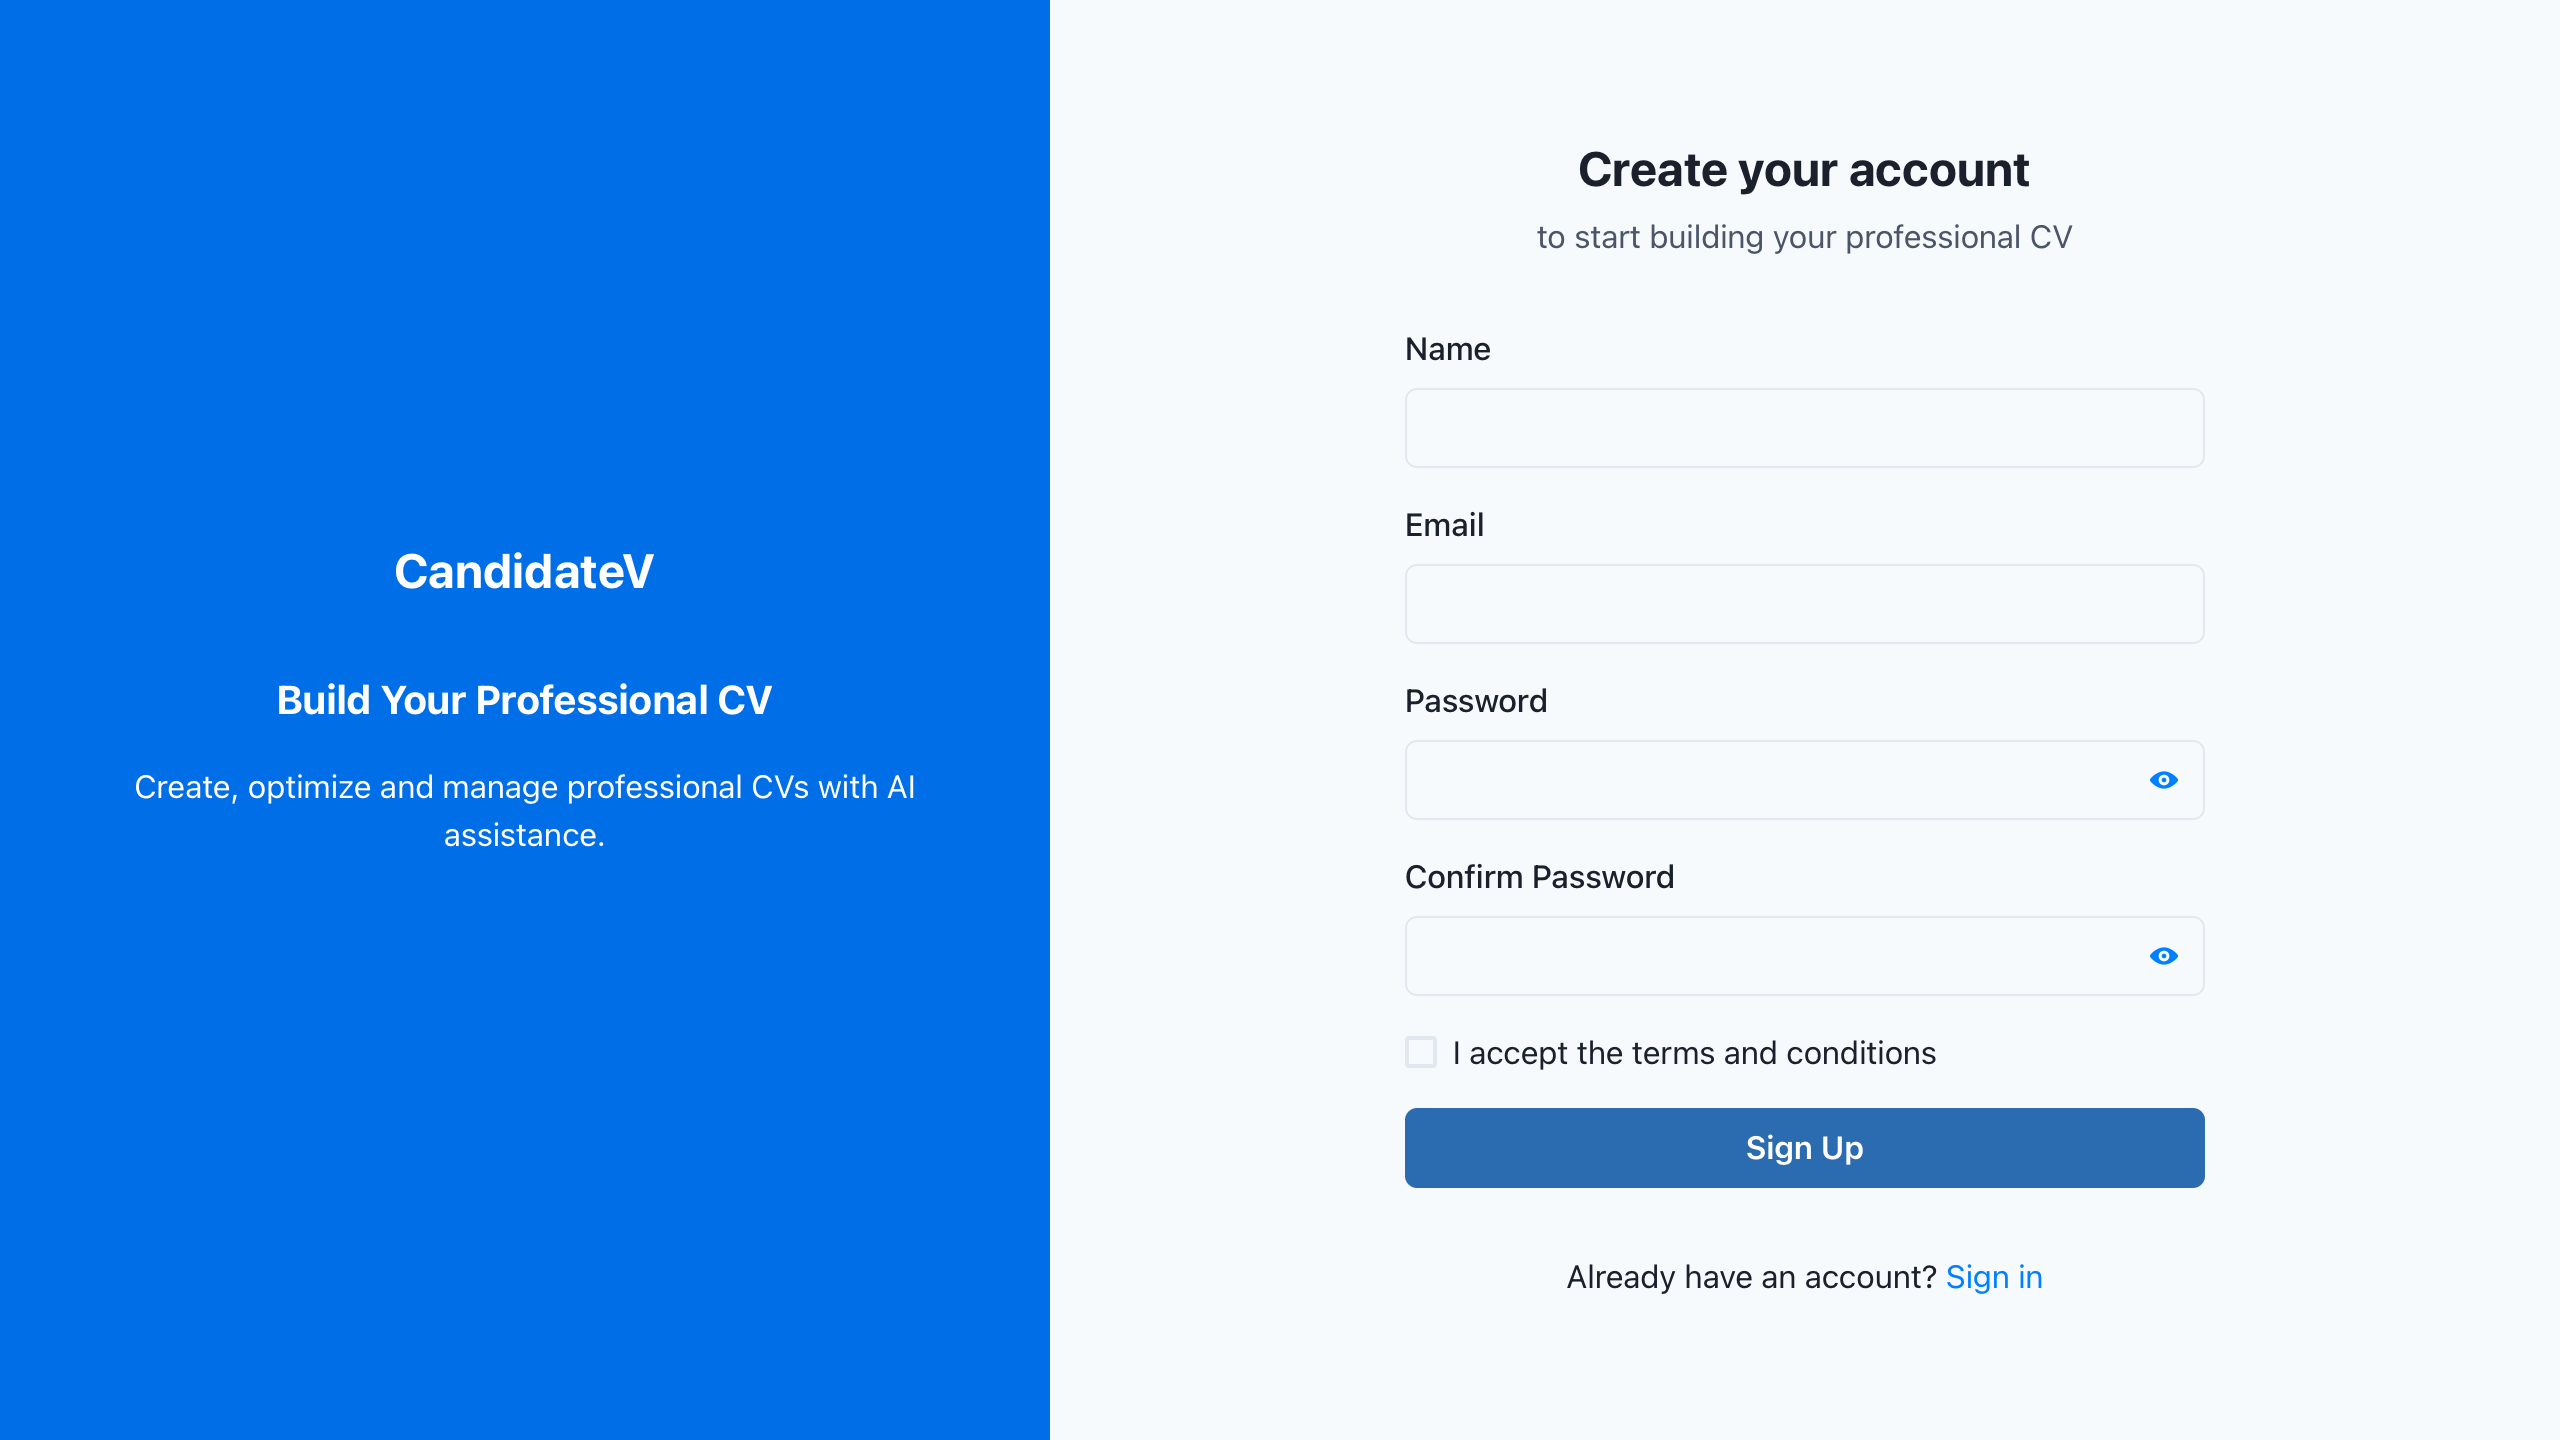 CandidateV
Build Your Professional CV
Create, optimize and manage professional CVs with AI
assistance.
Create your account
to start building your professional CV
Name
Email
Password
Confirm Password
I accept the terms and conditions
Sign Up
Already have an account? Sign in